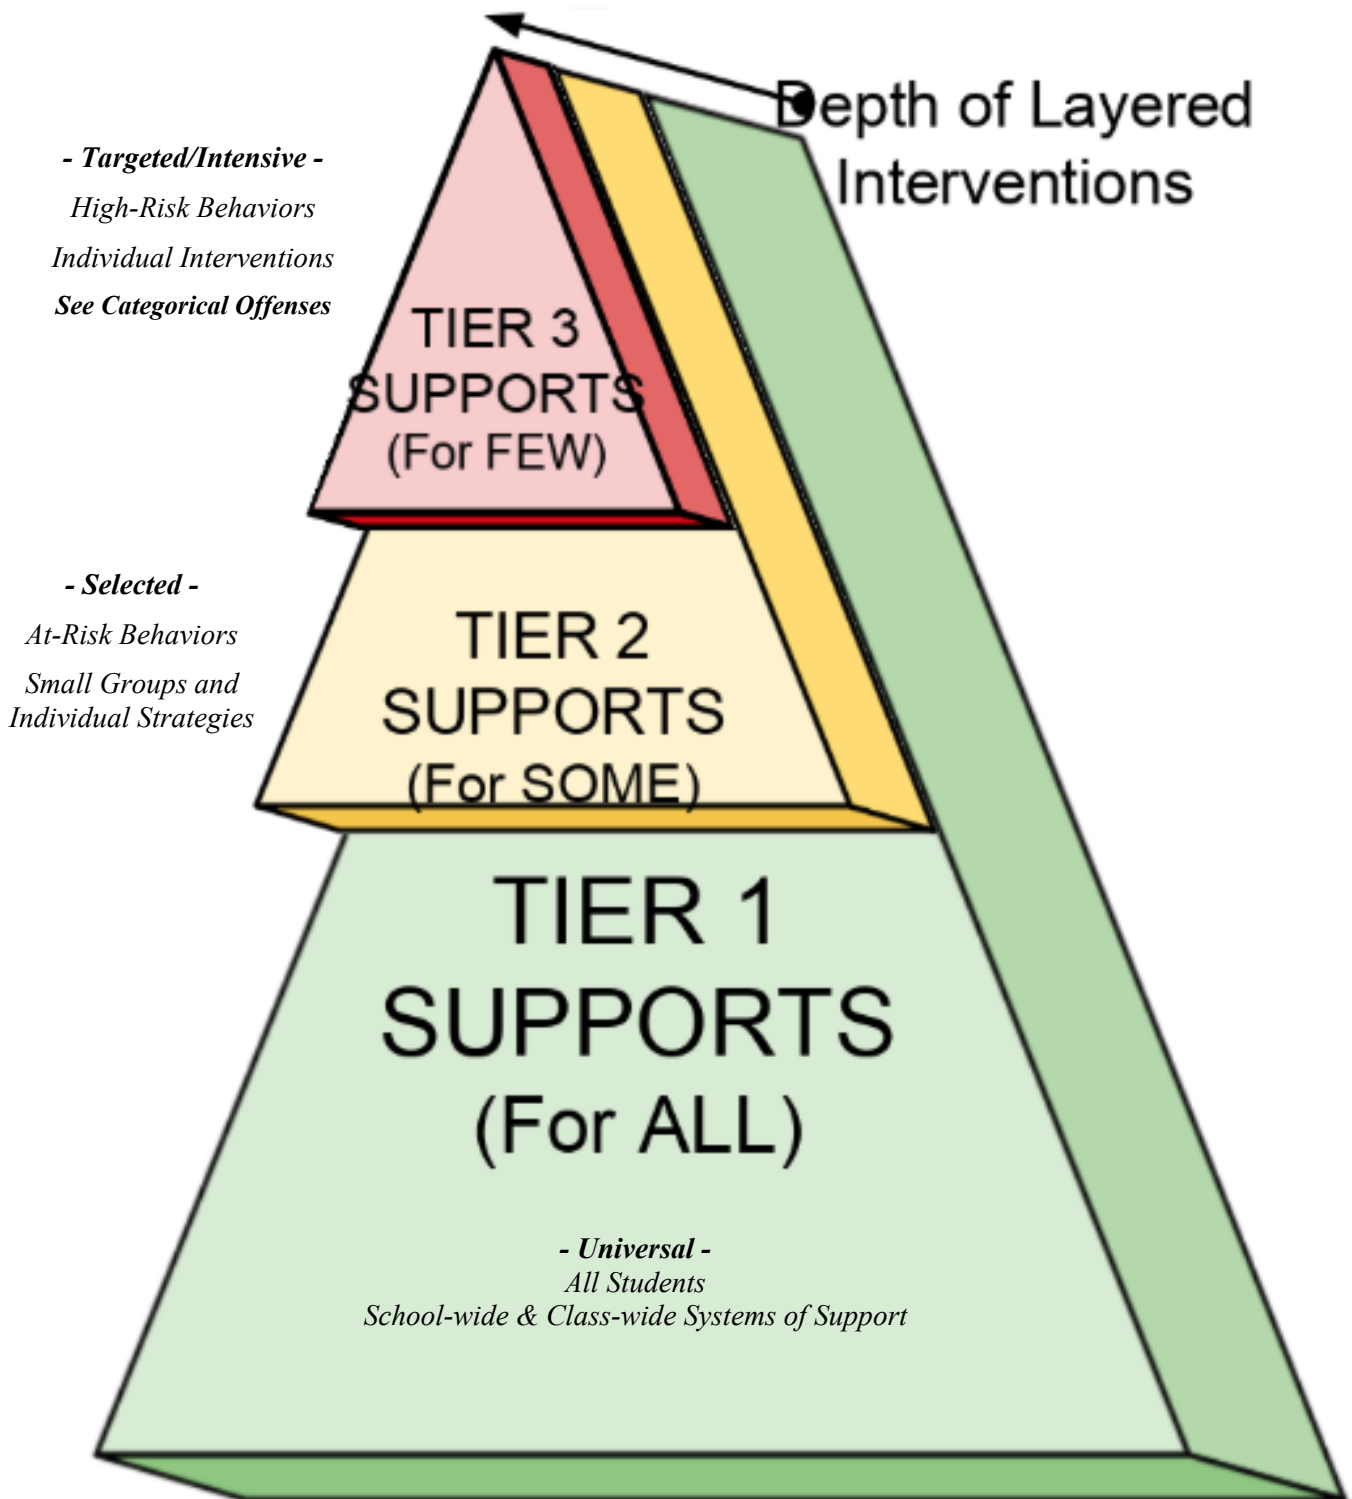 Depth of Layered
Interventions
- Targeted/Intensive -
High-Risk Behaviors
Individual Interventions
See Categorical Offenses
TIER 3
SUPPORTS
(For FEW)
- Selected -
At-Risk Behaviors
Small Groups and
Individual Strategies
TIER 2
SUPPORTS
(For SOME)
TIER 1
SUPPORTS
(For ALL)
- Universal -
All Students
School-wide & Class-wide Systems of Support